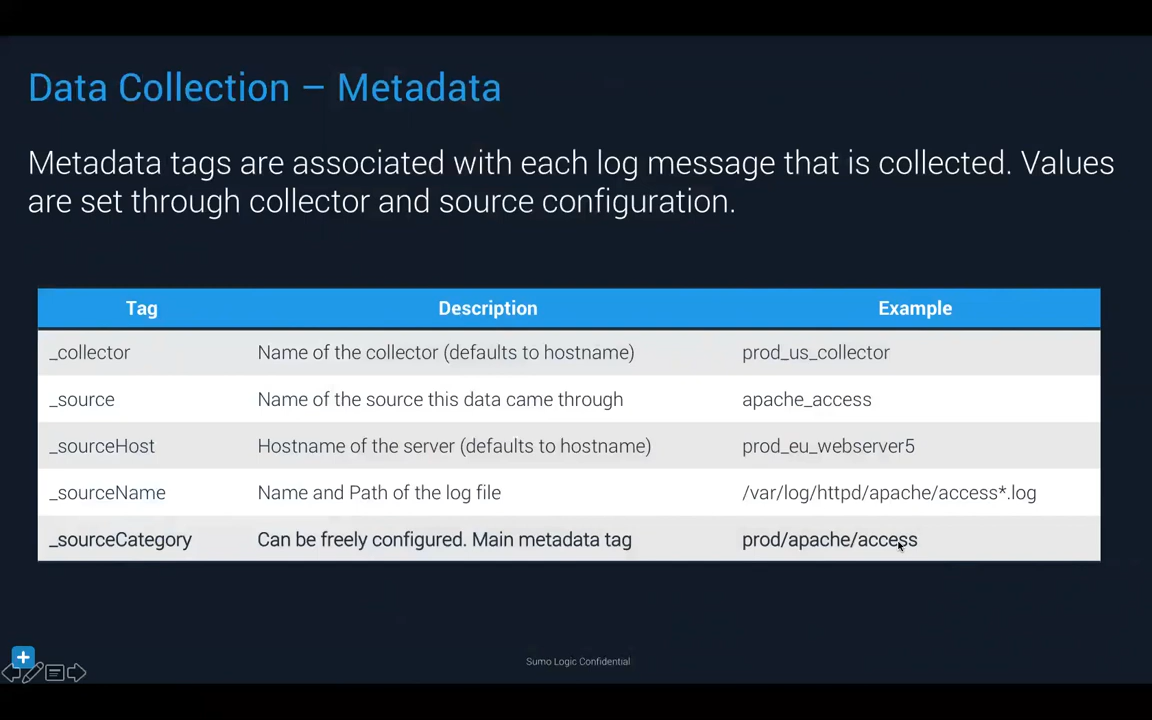 Data Collection – Metadata
Metadata tags are associated with each log message that is collected. Values
are set through collector and source configuration.
Tag Description Example
_collector Name of the collector (defaults to hostname) prod_us_collector
_source Name of the source this data came through apache_access
_sourceHost Hostname of the server (defaults to hostname) prod_eu_webserver5
_sourceName Name and Path of the log file /var/log/httpd/apache/access*.log
_sourceCategory Can be freely configured. Main metadata tag prod/apache/access
Sumo Logic Confidential